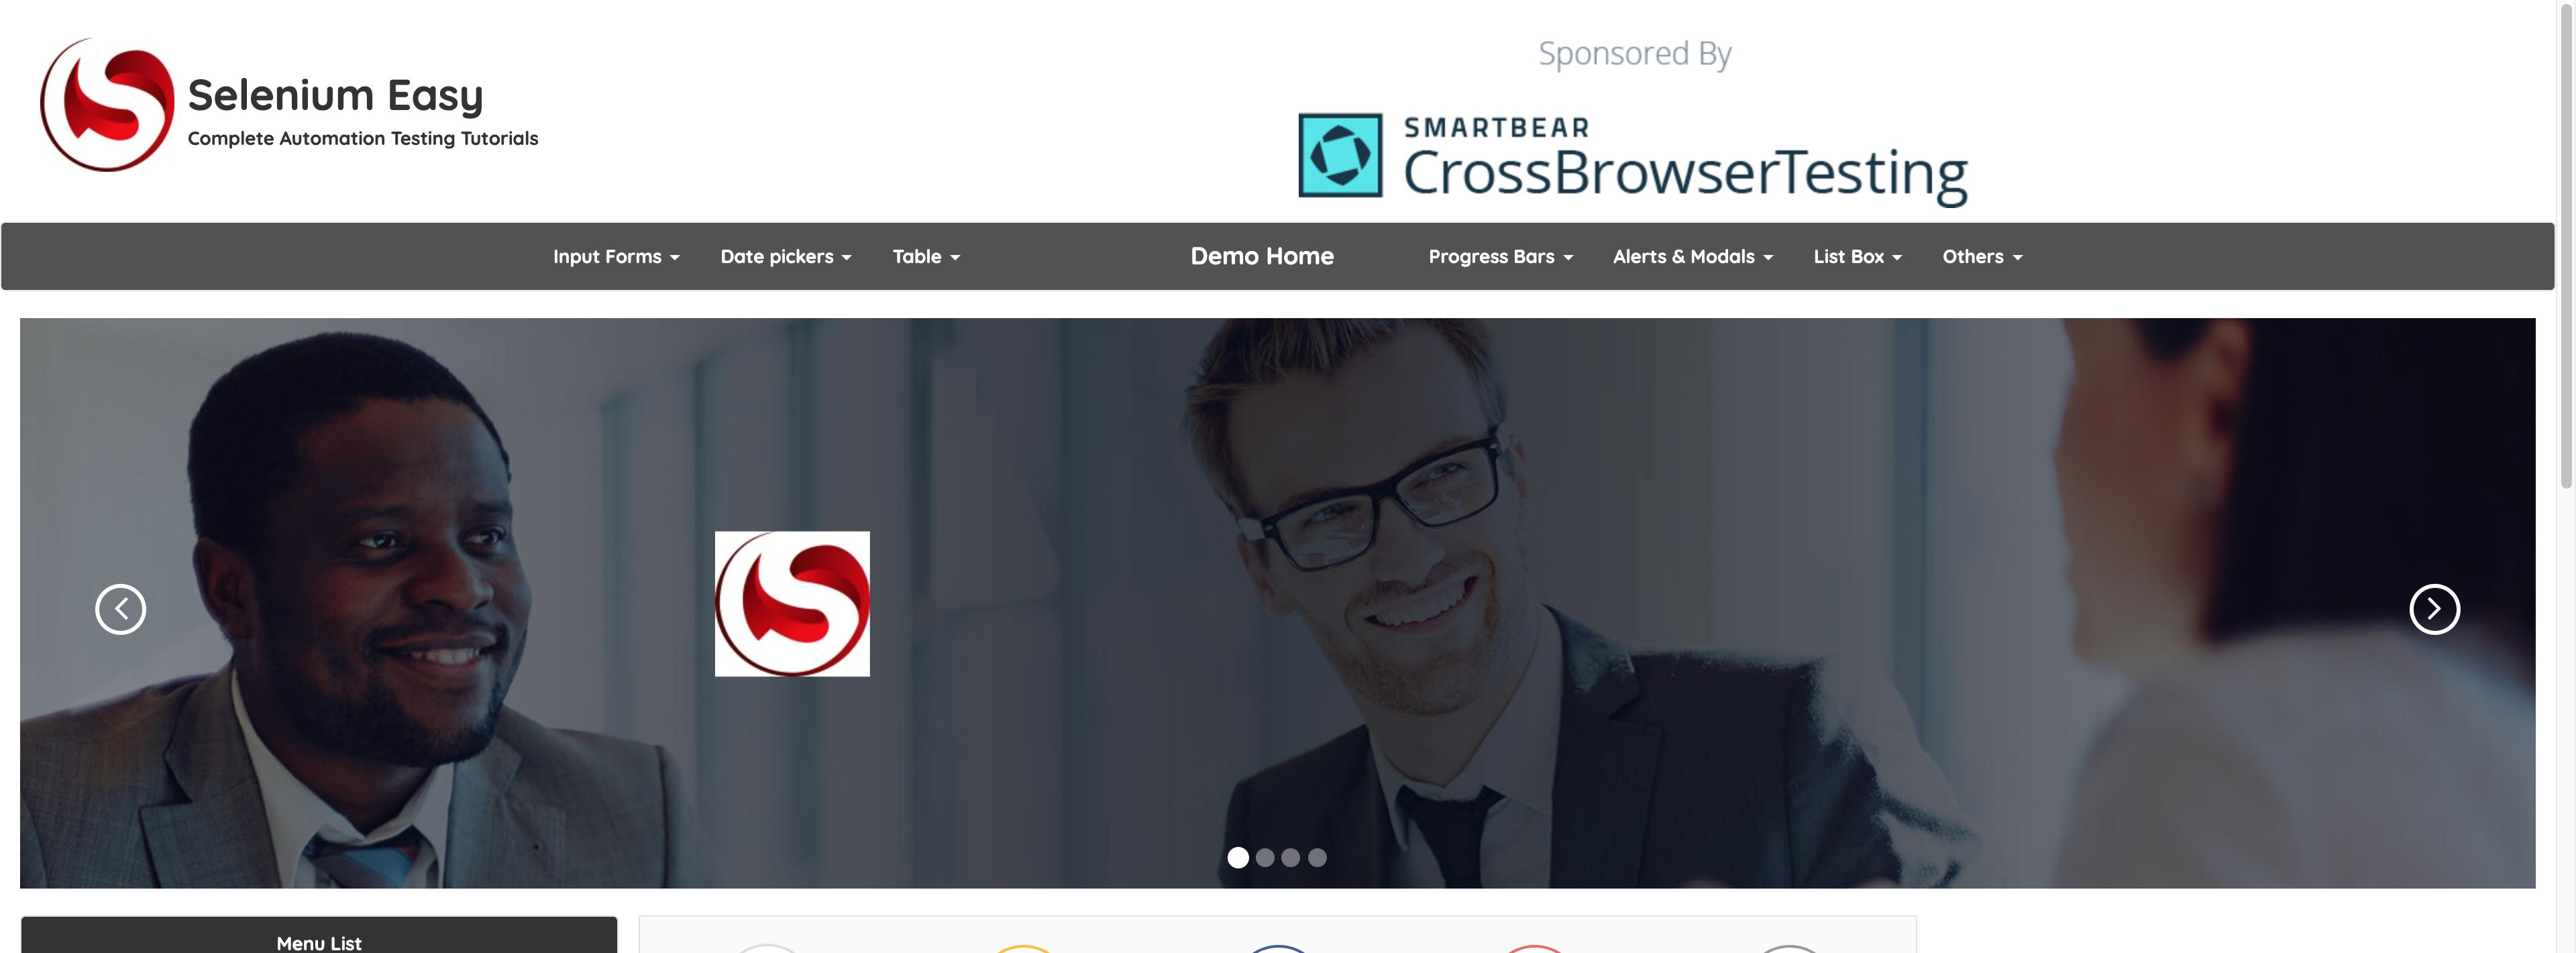 Sponsored By
Selenium Easy
Complete Automation Testing Tutorials
SMARTBEAR
CrossBrowserTesting
Input Forms
Date pickers
Table
Demo Home
Progress Bars
Alerts & Modals
List Box
Others
Menu List